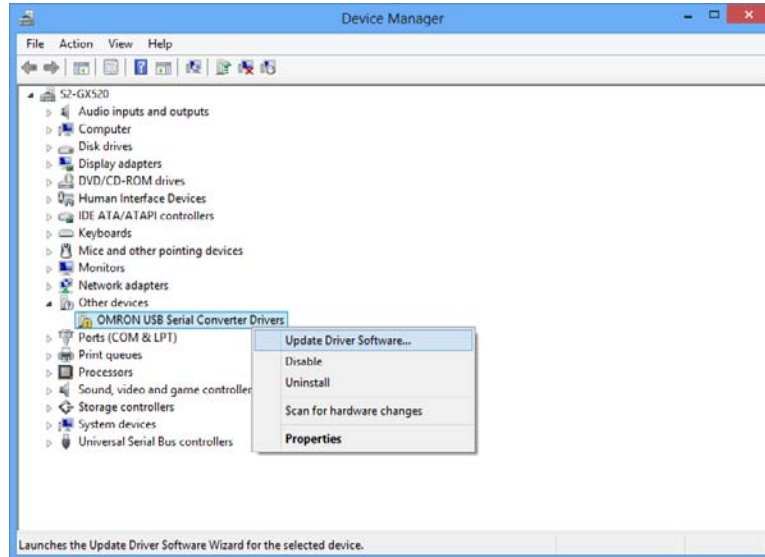 Device Manager
File Action View Help
S2-GX520
Audio inputs and outputs
Computer
Disk drives
Display adapters
DVD/CD-ROM drives
Human Interface Devices
IDE ATA/ATAPI controllers
Keyboards
Mice and other pointing devices
Monitors
Network adapters
Other devices
OMRON USB Serial Converter Drivers
Ports (COM & LPT)
Print queues
Processors
Sound, video and game controller
Storage controllers
System devices
Universal Serial Bus controllers
Update Driver Software...
Disable
Uninstall
Scan for hardware changes
Properties
Launches the Update Driver Software Wizard for the selected device.